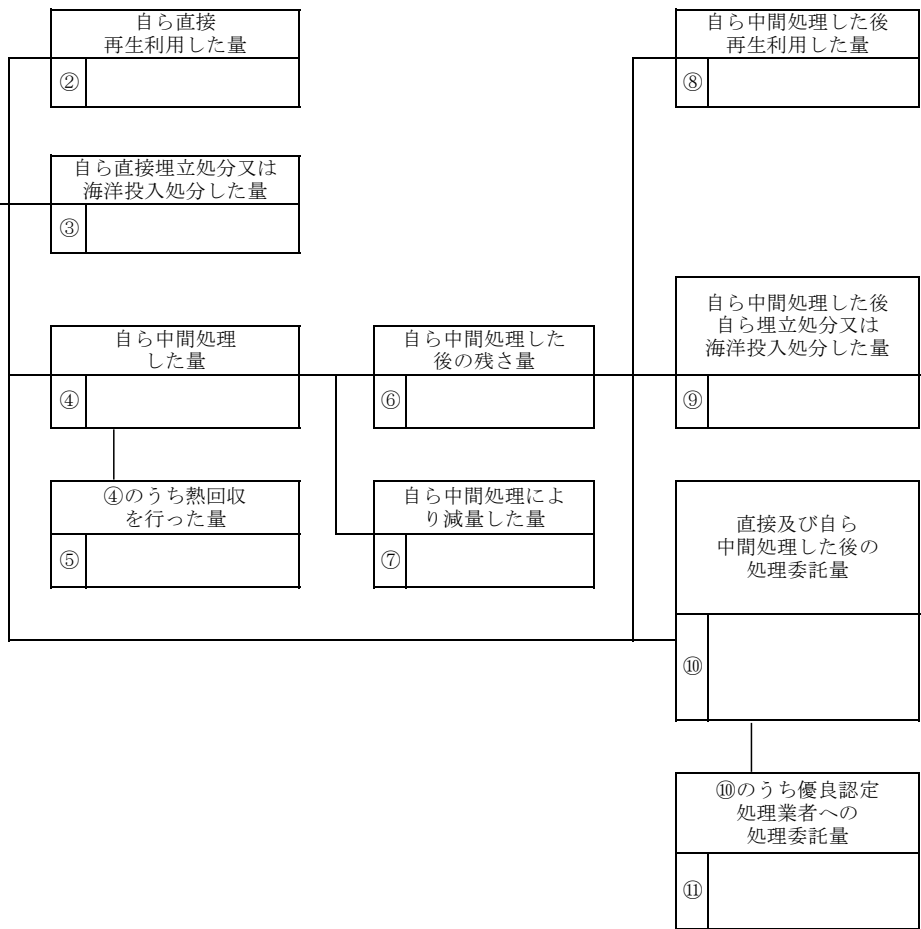 自ら直接
再生利用した量
②
自ら中間処理した後
再生利用した量
⑧
自ら直接埋立処分又は
海洋投入処分した量
③
自ら中間処理した後
自ら埋立処分又は
海洋投入処分した量
⑨
自ら中間処理
した量
④
自ら中間処理した
後の残さ量
⑥
④のうち熱回収
を行った量
⑤
自ら中間処理によ
り減量した量
⑦
直接及び自ら
中間処理した後の
処理委託量
⑩
⑩のうち優良認定
処理業者への
処理委託量
⑪